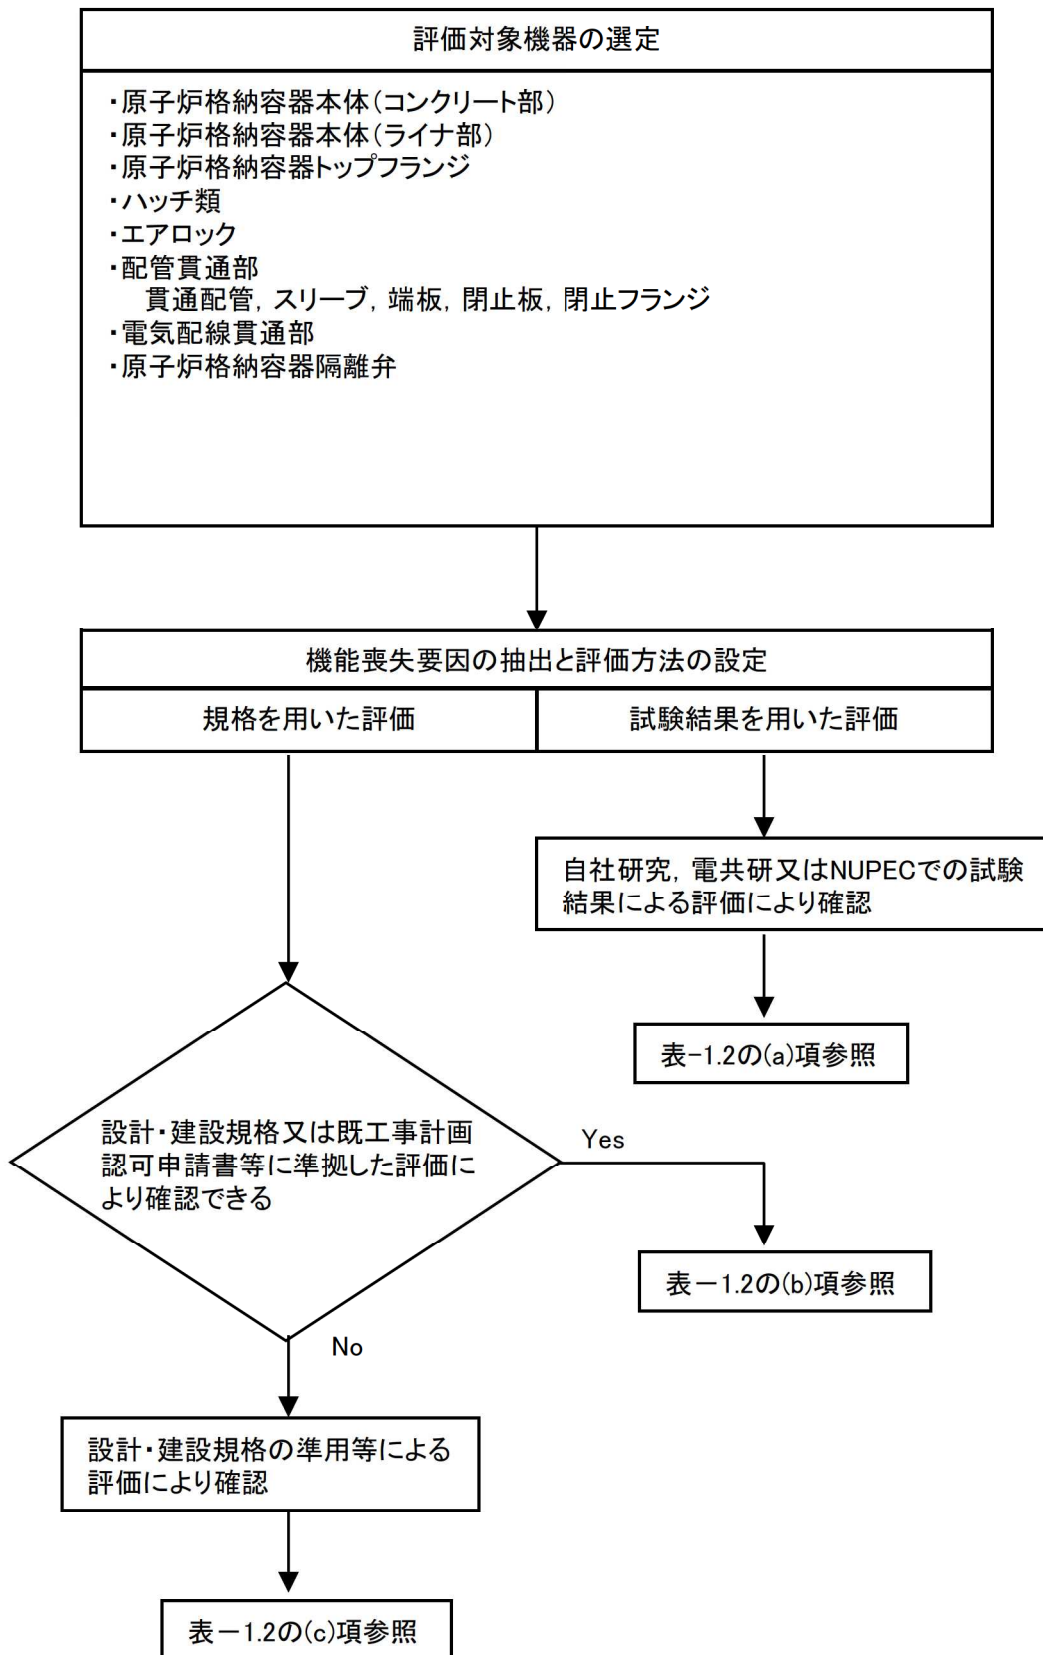 評価対象機器の選定
・原子炉格納容器本体(コンクリート部)
・原子炉格納容器本体(ライナ部)
・原子炉格納容器トップフランジ
・ハッチ類
・エアロック
・配管貫通部
貫通配管, スリーブ, 端板, 閉止板, 閉止フランジ
・電気配線貫通部
・原子炉格納容器隔離弁
機能喪失要因の抽出と評価方法の設定
規格を用いた評価
試験結果を用いた評価
自社研究, 電共研又はNUPECでの試験
結果による評価により確認
表-1.2の(a)項参照
設計・建設規格又は既工事計画
認可申請書等に準拠した評価に
より確認できる
Yes
表－1.2の(b)項参照
No
設計・建設規格の準用等による
評価により確認
表－1.2の(c)項参照